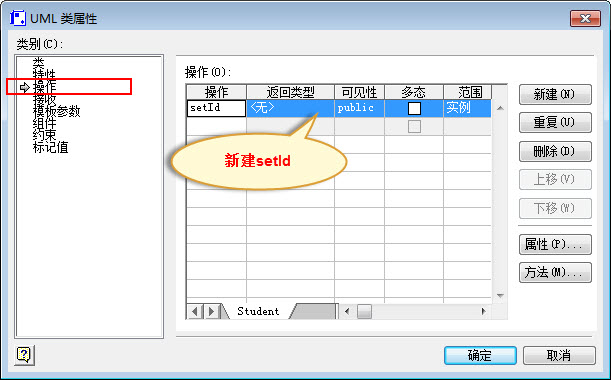 UML 类属性
类别(C):
类
特性
操作
接收
模板参数
组件
约束
标记值
操作(O):
操作 返回类型 可见性 多态 范围
setId <无> public 实例
新建setId
Student
新建(N)
重复(U)
删除(D)
上移(V)
下移(W)
属性(P)...
方法(M)...
确定 取消